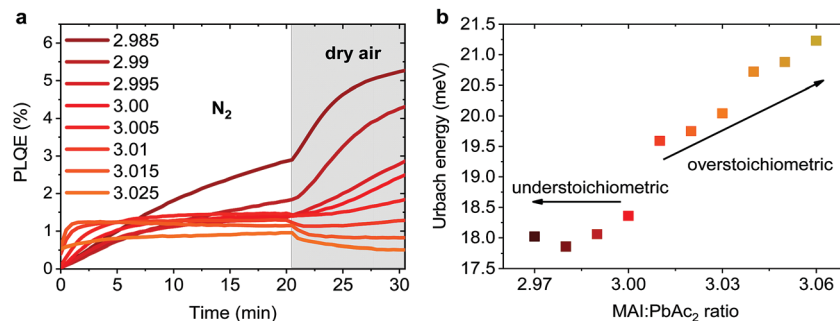 a
6
5
4
3
2
1
0
PLQE (%)
2.985
2.99
2.995
3.00
3.005
3.01
3.015
3.025
N2
dry air
0 5 10 15 20 25 30
Time (min)
b
21.5
21.0
20.5
20.0
19.5
19.0
18.5
18.0
17.5
Urbach energy (meV)
understoichiometric
overstoichiometric
2.97 3.00 3.03 3.06
MAI:PbAc2 ratio